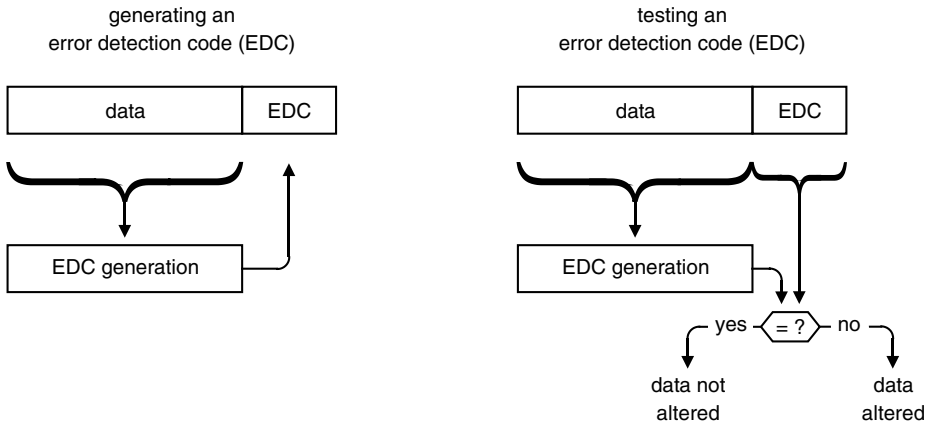 generating an
error detection code (EDC)
data
EDC
EDC generation
testing an
error detection code (EDC)
data
EDC
EDC generation
yes
= ?
no
data not
altered
data
altered